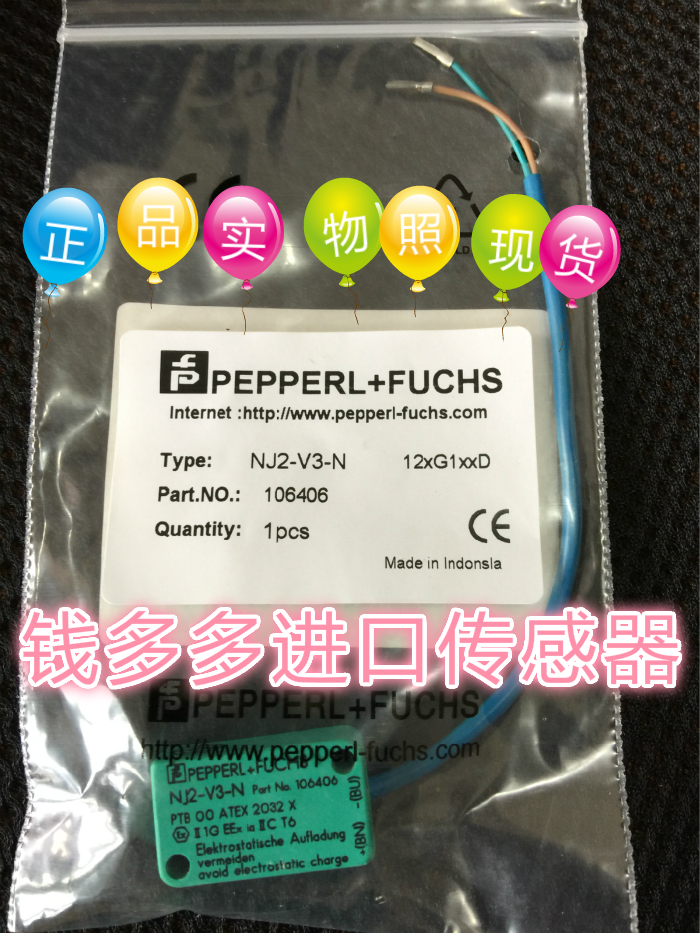 正品实物照现货
PEPPERL+FUCHS
Internet :http://www.pepperl-fuchs.com
Type: NJ2-V3-N 12xG1xxD
Part.NO.: 106406
Quantity: 1pcs
CE
Made in Indonsla
钱多多进口传感器
PEPPERL+FUCHS
http://www.pepperl-fuchs.com
PEPPERL+FUCHS
NJ2-V3-N Part No. 106406
PTB 00 ATEX 2032 X
Ex II 1G EEx ia IIC T6
Elektrostatische Aufladung
vermeiden
avoid electrostatic charge
+(BN) -(BU)